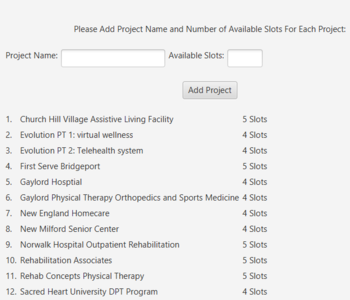 Please Add Project Name and Number of Available Slots For Each Project:
Project Name: Available Slots:
Add Project
1. Church Hill Village Assistive Living Facility 5 Slots
2. Evolution PT 1: virtual wellness 4 Slots
3. Evolution PT 2: Telehealth system 4 Slots
4. First Serve Bridgeport 5 Slots
5. Gaylord Hosptial 4 Slots
6. Gaylord Physical Therapy Orthopedics and Sports Medicine 4 Slots
7. New England Homecare 4 Slots
8. New Milford Senior Center 4 Slots
9. Norwalk Hospital Outpatient Rehabilitation 5 Slots
10. Rehabilitation Associates 5 Slots
11. Rehab Concepts Physical Therapy 5 Slots
12. Sacred Heart University DPT Program 4 Slots